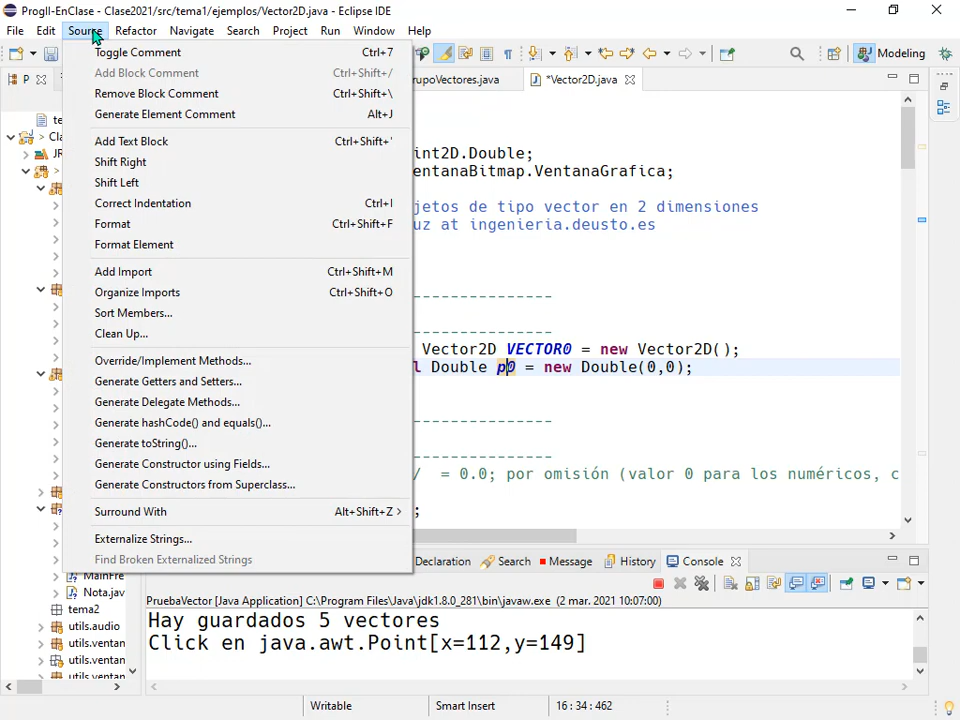 ProgII-EnClase - Clase2021/src/tema1/ejemplos/Vector2D.java - Eclipse IDE
File Edit Source Refactor Navigate Search Project Run Window Help
Modeling
P
rupoVectores.java
*Vector2D.java
Toggle Comment Ctrl+7
Add Block Comment Ctrl+Shift+/
Remove Block Comment Ctrl+Shift+\
Generate Element Comment Alt+J
Add Text Block Ctrl+Shift+'
Shift Right
Shift Left
Correct Indentation Ctrl+I
Format Ctrl+Shift+F
Format Element
Add Import Ctrl+Shift+M
Organize Imports Ctrl+Shift+O
Sort Members...
Clean Up...
Override/Implement Methods...
Generate Getters and Setters...
Generate Delegate Methods...
Generate hashCode() and equals()...
Generate toString()...
Generate Constructor using Fields...
Generate Constructors from Superclass...
Surround With Alt+Shift+Z >
Externalize Strings...
Find Broken Externalized Strings
te
> Cla
JR
MainFre
Nota.jav
tema2
utils.audio
utils.ventan
utils.ventan
utils.ventan
int2D.Double;
entanaBitmap.VentanaGrafica;
jetos de tipo vector en 2 dimensiones
uz at ingenieria.deusto.es
---------------
---------------
Vector2D VECTOR0 = new Vector2D();
l Double p0 = new Double(0,0);
---------------
---------------
/ = 0.0; por omisión (valor 0 para los numéricos, c
;
Declaration Search Message History Console
PruebaVector [Java Application] C:\Program Files\Java\jdk1.8.0_281\bin\javaw.exe (2 mar. 2021 10:07:00)
Hay guardados 5 vectores
Click en java.awt.Point[x=112,y=149]
Writable Smart Insert 16 : 34 : 462